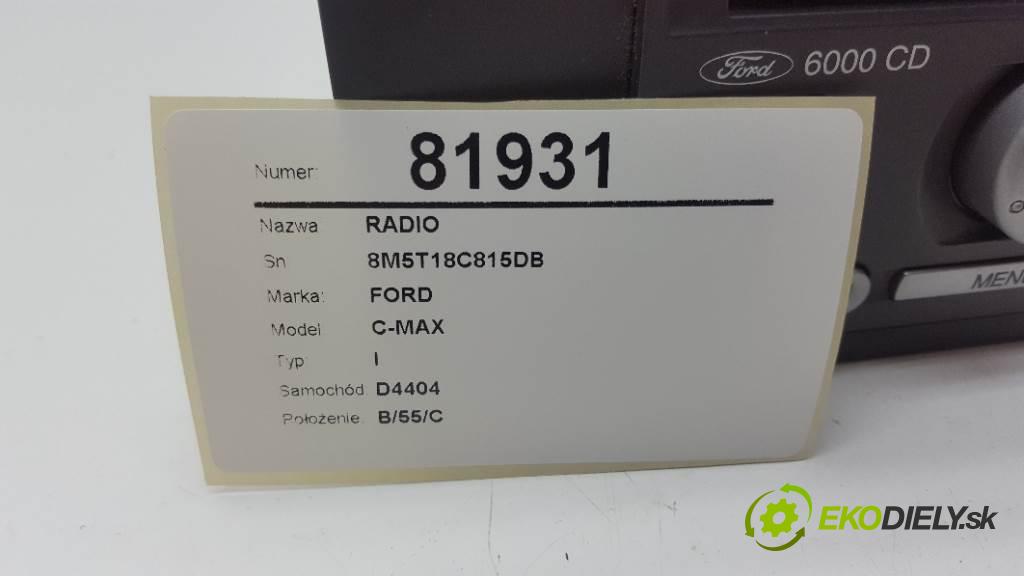 Ford 6000 CD
MENU
Numer: 81931
Nazwa RADIO
Sn 8M5T18C815DB
Marka: FORD
Model C-MAX
Typ: I
Samochód: D4404
Położenie: B/55/C
EKODIELY.sk